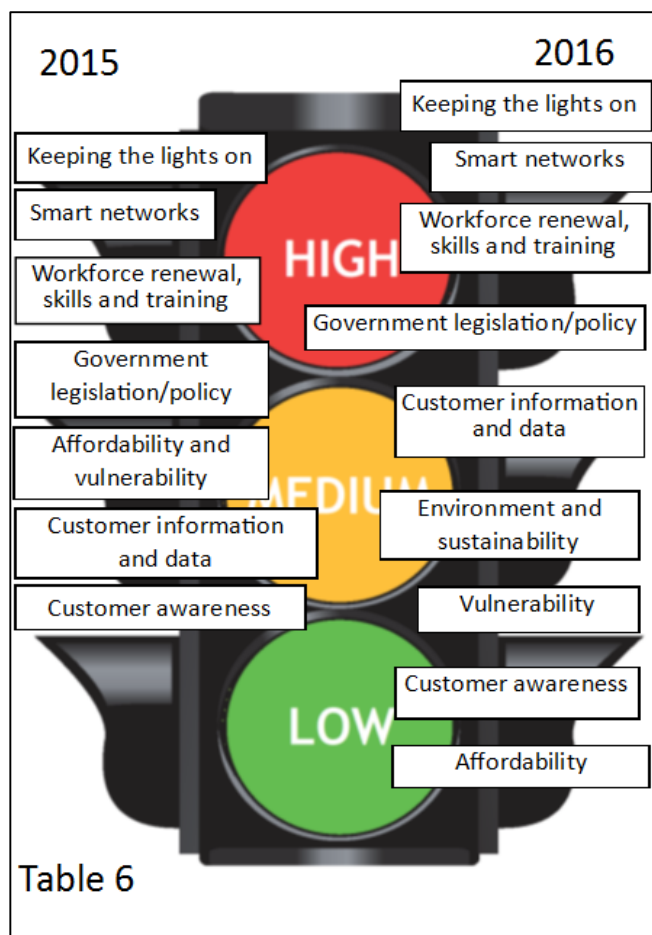 2015
Keeping the lights on
Smart networks
Workforce renewal,
skills and training
Government
legislation/policy
Affordability and
vulnerability
Customer information
and data
Customer awareness
HIGH
MEDIUM
LOW
2016
Keeping the lights on
Smart networks
Workforce renewal,
skills and training
Government legislation/policy
Customer information
and data
Environment and
sustainability
Vulnerability
Customer awareness
Affordability
Table 6